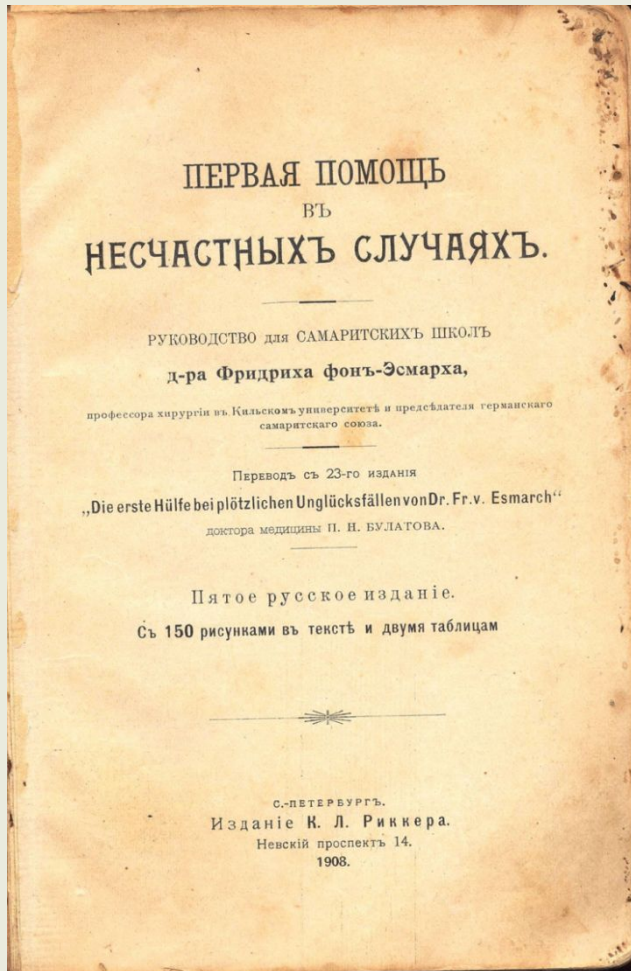 ПЕРВАЯ ПОМОЩЬ
ВЪ
НЕСЧАСТНЫХЪ СЛУЧАЯХЪ.
РУКОВОДСТВО для САМАРИТСКИХЪ ШКОЛЪ
д-ра Фридриха фонъ-Эсмарха,
профессора хирургіи въ Кильскомъ университетѣ и предсѣдателя германскаго
самаритскаго союза.
Переводъ съ 23-го изданія
„Die erste Hülfe bei plötzlichen Unglücksfällen von Dr. Fr. v. Esmarch“
доктора медицины П. Н. БУЛАТОВА.
Пятое русское изданіе.
Съ 150 рисунками въ текстѣ и двумя таблицам
С.-ПЕТЕРБУРГЪ.
Изданіе К. Л. Риккера.
Невскій проспектъ 14.
1908.